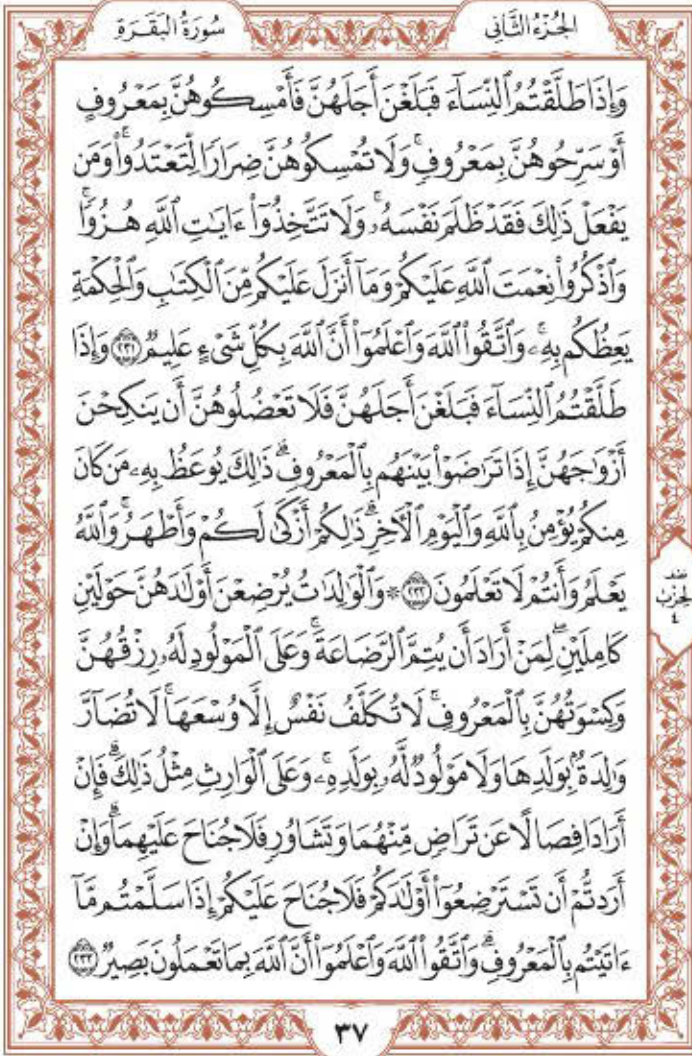 سُورَةُ البَقَرَةِ
الجُزْءُ الثَّانِي
وَإِذَا طَلَّقْتُمُ ٱلنِّسَآءَ فَبَلَغْنَ أَجَلَهُنَّ فَأَمْسِكُوهُنَّ بِمَعْرُوفٍ
أَوْ سَرِّحُوهُنَّ بِمَعْرُوفٖۚ وَلَا تُمْسِكُوهُنَّ ضِرَارٗا لِّتَعْتَدُواْۚ وَمَن
يَفْعَلْ ذَٰلِكَ فَقَدْ ظَلَمَ نَفْسَهُۥۚ وَلَا تَتَّخِذُوٓاْ ءَايَٰتِ ٱللَّهِ هُزُوٗاۚ
وَٱذْكُرُواْ نِعْمَتَ ٱللَّهِ عَلَيْكُمْ وَمَآ أَنزَلَ عَلَيْكُم مِّنَ ٱلْكِتَٰبِ وَٱلْحِكْمَةِ
يَعِظُكُم بِهِۦۚ وَٱتَّقُواْ ٱللَّهَ وَٱعْلَمُوٓاْ أَنَّ ٱللَّهَ بِكُلِّ شَيْءٍ عَلِيمٞ ٢٣١ وَإِذَا
طَلَّقْتُمُ ٱلنِّسَآءَ فَبَلَغْنَ أَجَلَهُنَّ فَلَا تَعْضُلُوهُنَّ أَن يَنكِحْنَ
أَزْوَٰجَهُنَّ إِذَا تَرَٰضَوْاْ بَيْنَهُم بِٱلْمَعْرُوفِۗ ذَٰلِكَ يُوعَظُ بِهِۦ مَن كَانَ
مِنكُمْ يُؤْمِنُ بِٱللَّهِ وَٱلْيَوْمِ ٱلْأٓخِرِۗ ذَٰلِكُمْ أَزْكَىٰ لَكُمْ وَأَطْهَرُۚ وَٱللَّهُ
يَعْلَمُ وَأَنتُمْ لَا تَعْلَمُونَ ٢٣٢ ۞ وَٱلْوَٰلِدَٰتُ يُرْضِعْنَ أَوْلَٰدَهُنَّ حَوْلَيْنِ
كَامِلَيْنِۖ لِمَنْ أَرَادَ أَن يُتِمَّ ٱلرَّضَاعَةَۚ وَعَلَى ٱلْمَوْلُودِ لَهُۥ رِزْقُهُنَّ
وَكِسْوَتُهُنَّ بِٱلْمَعْرُوفِۚ لَا تُكَلَّفُ نَفْسٌ إِلَّا وُسْعَهَاۚ لَا تُضَآرَّ
وَٰلِدَةُۢ بِوَلَدِهَا وَلَا مَوْلُودٞ لَّهُۥ بِوَلَدِهِۦۚ وَعَلَى ٱلْوَارِثِ مِثْلُ ذَٰلِكَۗ فَإِنْ
أَرَادَا فِصَالًا عَن تَرَاضٖ مِّنْهُمَا وَتَشَاوُرٖ فَلَا جُنَاحَ عَلَيْهِمَاۗ وَإِنْ
أَرَدتُّمْ أَن تَسْتَرْضِعُوٓاْ أَوْلَٰدَكُمْ فَلَا جُنَاحَ عَلَيْكُمْ إِذَا سَلَّمْتُم مَّآ
ءَاتَيْتُم بِٱلْمَعْرُوفِۗ وَٱتَّقُواْ ٱللَّهَ وَٱعْلَمُوٓاْ أَنَّ ٱللَّهَ بِمَا تَعْمَلُونَ بَصِيرٞ ٢٣٣
الحِزْبِ
٤
٣٧